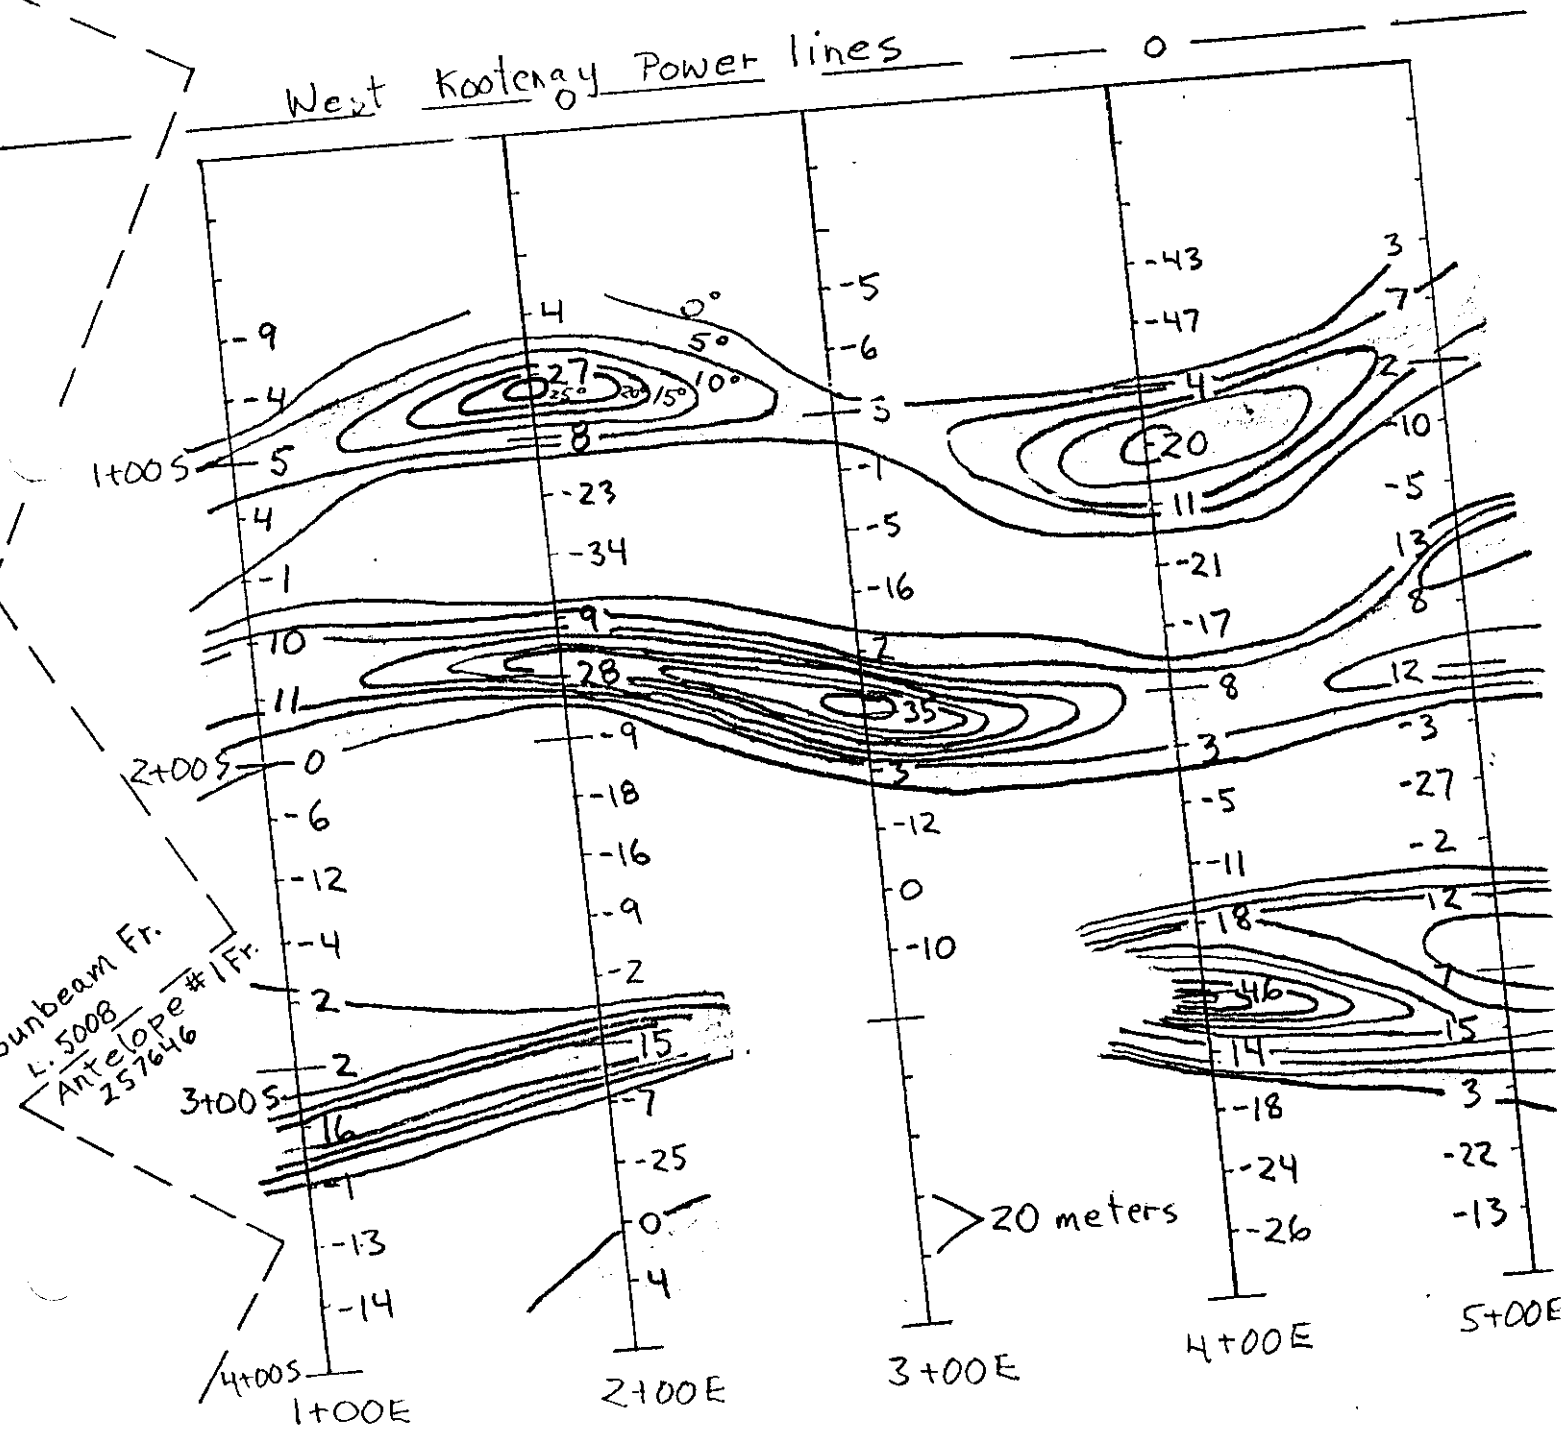 West Kootenay Power lines
O O
-43 3
-5 -47 7
4 0°
-9 -6 5°
27 25° 20° 15° 10° 4 2
-4 3
8 20 -10
1+00S 5 -1 11 -5
4 -23 -5
-34 -21 13
-1 -16 -17 8
10 9 7
28 8 12
11 35 -3
2+00S 0 -9 3 3
-6 -18 -12 -5 -27
-12 -16 0 -11 -2
-4 -9 -10 18 12
2 -2 46 7
2 15 14 15
3+00S 16 -7 -18 3
-1 -25 -24 -22
-13 0 20 meters -26 -13
-14 4
4+00S
1+00E 2+00E 3+00E 4+00E 5+00E
Sunbeam Fr.
L. 5008
Antelope #1 Fr.
257646